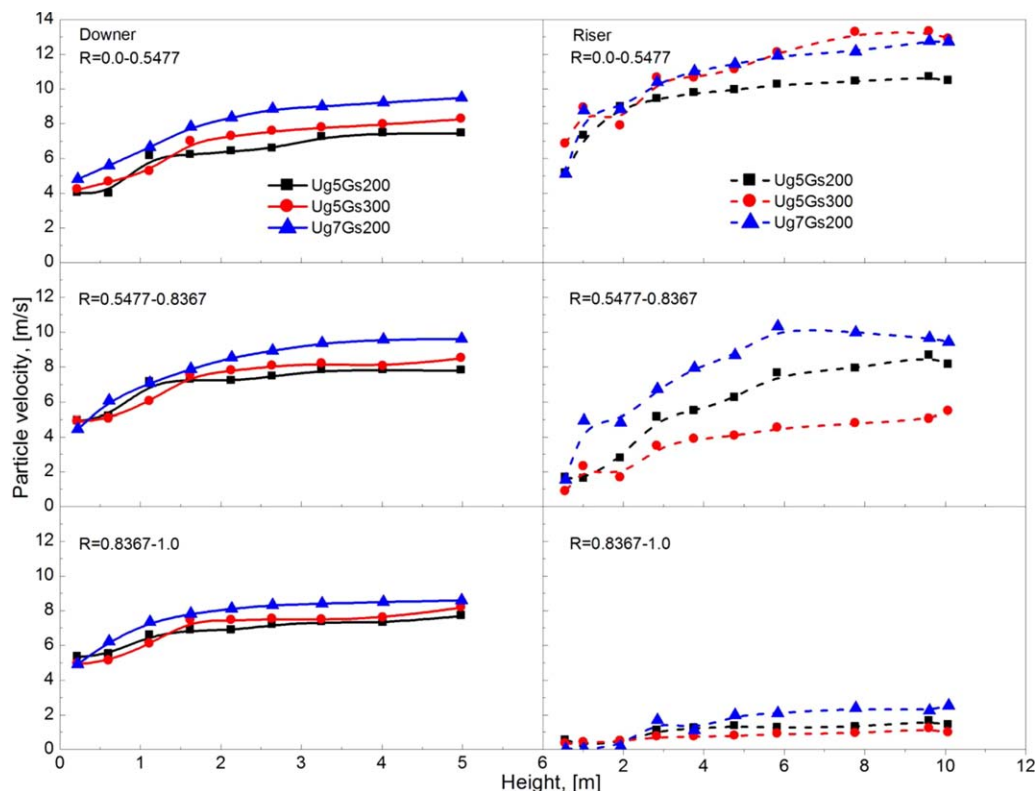 14
12
10
8
6
4
2
0
Downer
R=0.0-0.5477
Ug5Gs200
Ug5Gs300
Ug7Gs200
Riser
R=0.0-0.5477
Ug5Gs200
Ug5Gs300
Ug7Gs200
Particle velocity, [m/s]
12
10
8
6
4
2
0
R=0.5477-0.8367
R=0.5477-0.8367
12
10
8
6
4
2
0
R=0.8367-1.0
R=0.8367-1.0
0 1 2 3 4 5 6 2 4 6 8 10 12
Height, [m]